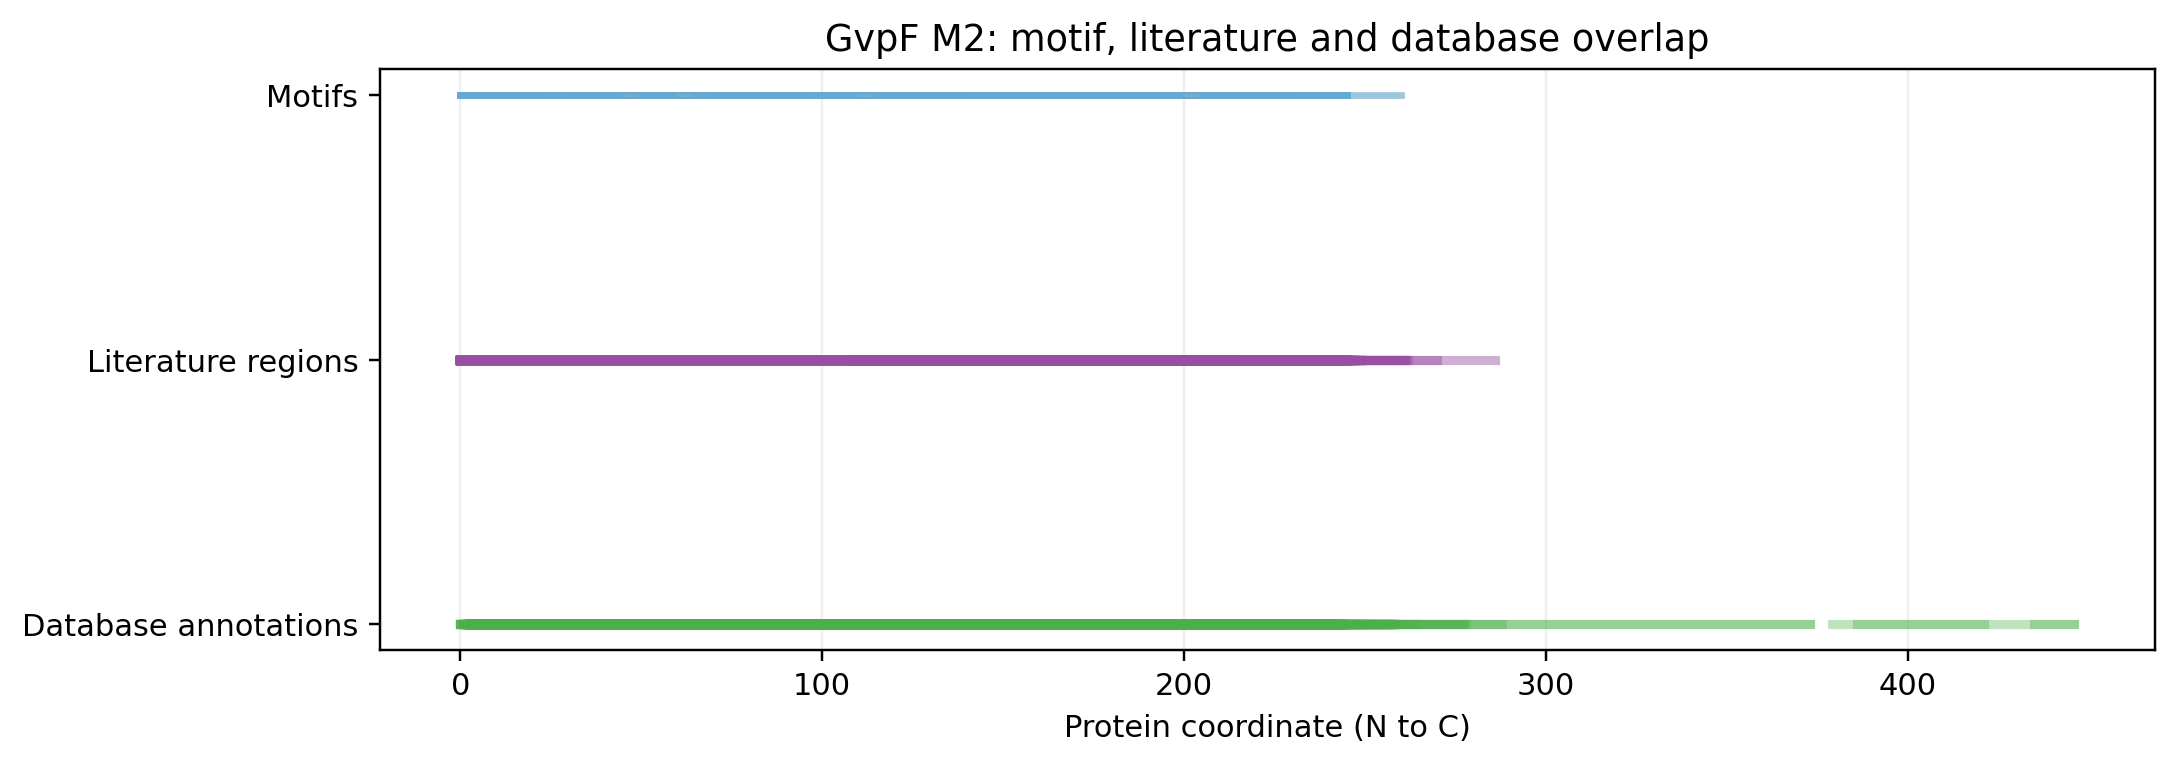 GvpF M2: motif, literature and database overlap
Motifs
Literature regions
Database annotations
0 100 200 300 400
Protein coordinate (N to C)